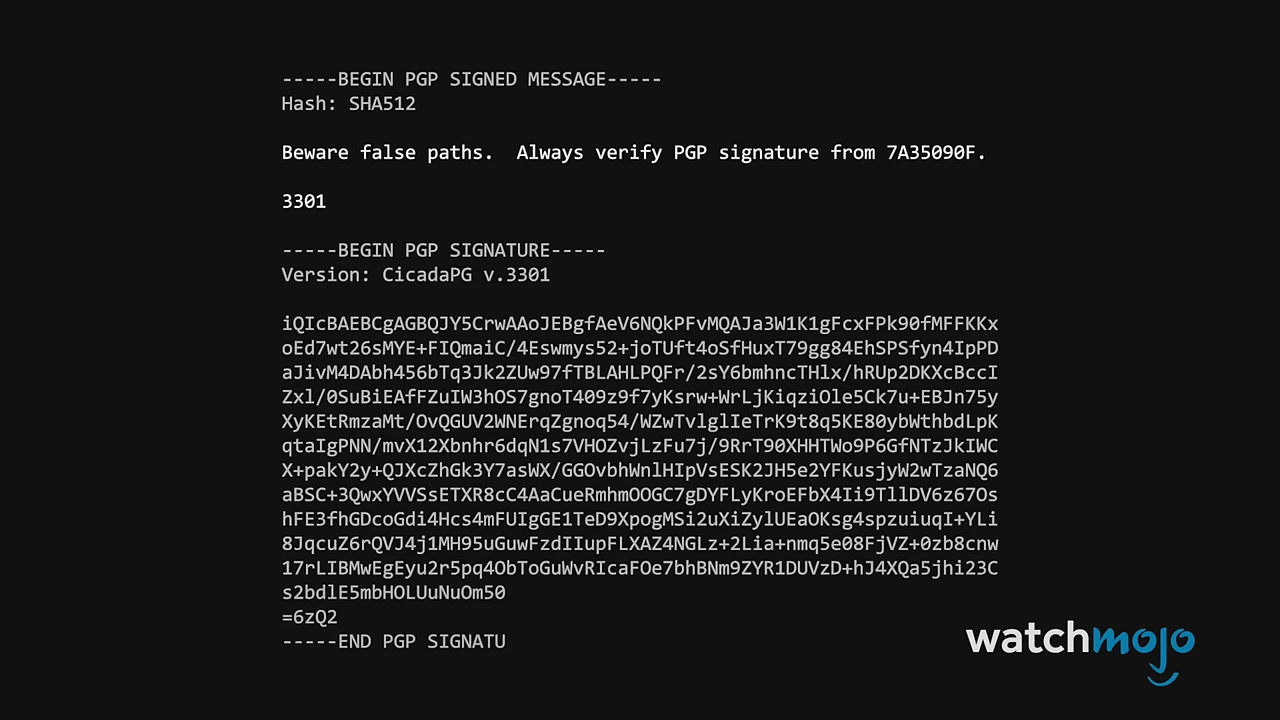 -----BEGIN PGP SIGNED MESSAGE-----
Hash: SHA512
Beware false paths.  Always verify PGP signature from 7A35090F.
3301
-----BEGIN PGP SIGNATURE-----
Version: CicadaPG v.3301
iQIcBAEBCgAGBQJY5CrwAAoJEBgfAeV6NQkPFvMQAJa3W1K1gFcxFPk90fMFFKKx
oEd7wt26sMYE+FIQmaiC/4Eswmys52+joTUft4oSfHuxT79gg84EhSPSfyn4IpPD
aJivM4DAbh456bTq3Jk2ZUw97fTBLAHLPQFr/2sY6bmhncTHlx/hRUp2DKXcBccI
Zxl/0SuBiEAfFZuIW3hOS7gnoT409z9f7yKsrw+WrLjKiqziOle5Ck7u+EBJn75y
XyKEtRmzaMt/OvQGUV2WNErqZgnoq54/WZwTvlglIeTrK9t8q5KE80ybWthbdLpK
qtaIgPNN/mvX12Xbnhr6dqN1s7VHOZvjLzFu7j/9RrT90XHHTWo9P6GfNTzJkIWC
X+pakY2y+QJXcZhGk3Y7asWX/GGOvbhWnlHIpVsESK2JH5e2YFKusjyW2wTzaNQ6
aBSC+3QwxYVVSsETXR8cC4AaCueRmhmOOGC7gDYFLyKroEFbX4Ii9TllDV6z67Os
hFE3fhGDcoGdi4Hcs4mFUIgGE1TeD9XpogMSi2uXiZylUEaOKsg4spzuiuqI+YLi
8JqcuZ6rQVJ4j1MH95uGuwFzdIIupFLXAZ4NGLz+2Lia+nmq5e08FjVZ+0zb8cnw
17rLIBMwEgEyu2r5pq4ObToGuWvRIcaFOe7bhBNm9ZYR1DUVzD+hJ4XQa5jhi23C
s2bdlE5mbHOLUuNuOm50
=6zQ2
-----END PGP SIGNATU
watchmojo